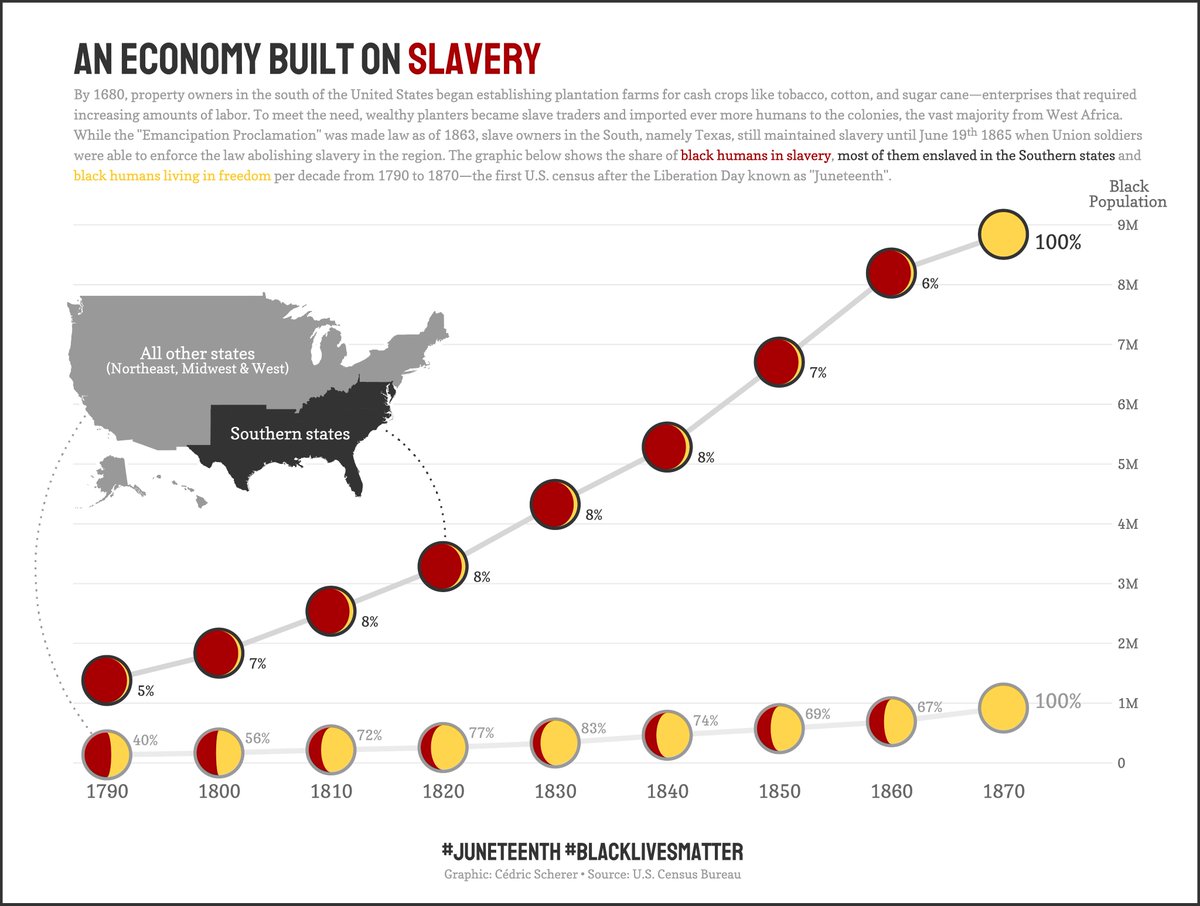 AN ECONOMY BUILT ON SLAVERY
By 1680, property owners in the south of the United States began establishing plantation farms for cash crops like tobacco, cotton, and sugar cane—enterprises that required
increasing amounts of labor. To meet the need, wealthy planters became slave traders and imported ever more humans to the colonies, the vast majority from West Africa.
While the "Emancipation Proclamation" was made law as of 1863, slave owners in the South, namely Texas, still maintained slavery until June 19th 1865 when Union soldiers
were able to enforce the law abolishing slavery in the region. The graphic below shows the share of black humans in slavery, most of them enslaved in the Southern states and
black humans living in freedom per decade from 1790 to 1870—the first U.S. census after the Liberation Day known as "Juneteenth".
Black
Population
9M
100%
8M
6%
7M
7%
6M
5M
8%
4M
8%
3M
8%
2M
8%
7%
1M
5%
0
All other states
(Northeast, Midwest & West)
Southern states
40%
56%
72%
77%
83%
74%
69%
67%
100%
1790
1800
1810
1820
1830
1840
1850
1860
1870
#JUNETEENTH #BLACKLIVESMATTER
Graphic: Cédric Scherer • Source: U.S. Census Bureau